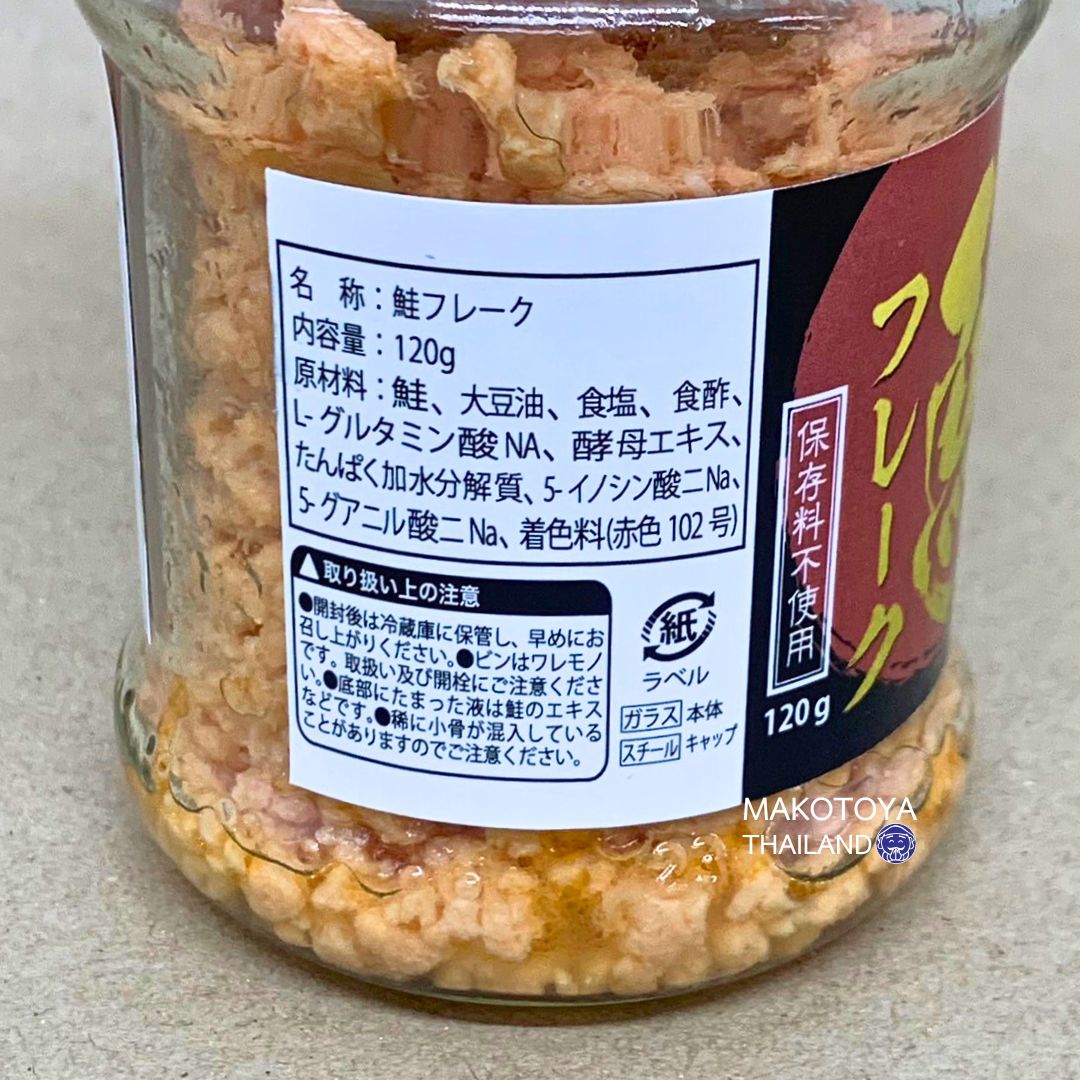 名 称：鮭フレーク
内容量：120g
原材料：鮭、大豆油、食塩、食酢、
L-グルタミン酸NA、酵母エキス、
たんぱく加水分解質、5-イノシン酸二Na、
5-グアニル酸二Na、着色料(赤色102号)
取り扱い上の注意
●開封後は冷蔵庫に保管し、早めにお
召し上がりください。●ビンはワレモノ
です。取扱い及び開栓にご注意くださ
い。●底部にたまった液は鮭のエキス
などです。●稀に小骨が混入している
ことがありますのでご注意ください。
紙
ラベル
ガラス 本体
スチール キャップ
フレーク
保存料不使用
120g
MAKOTOYA
THAILAND